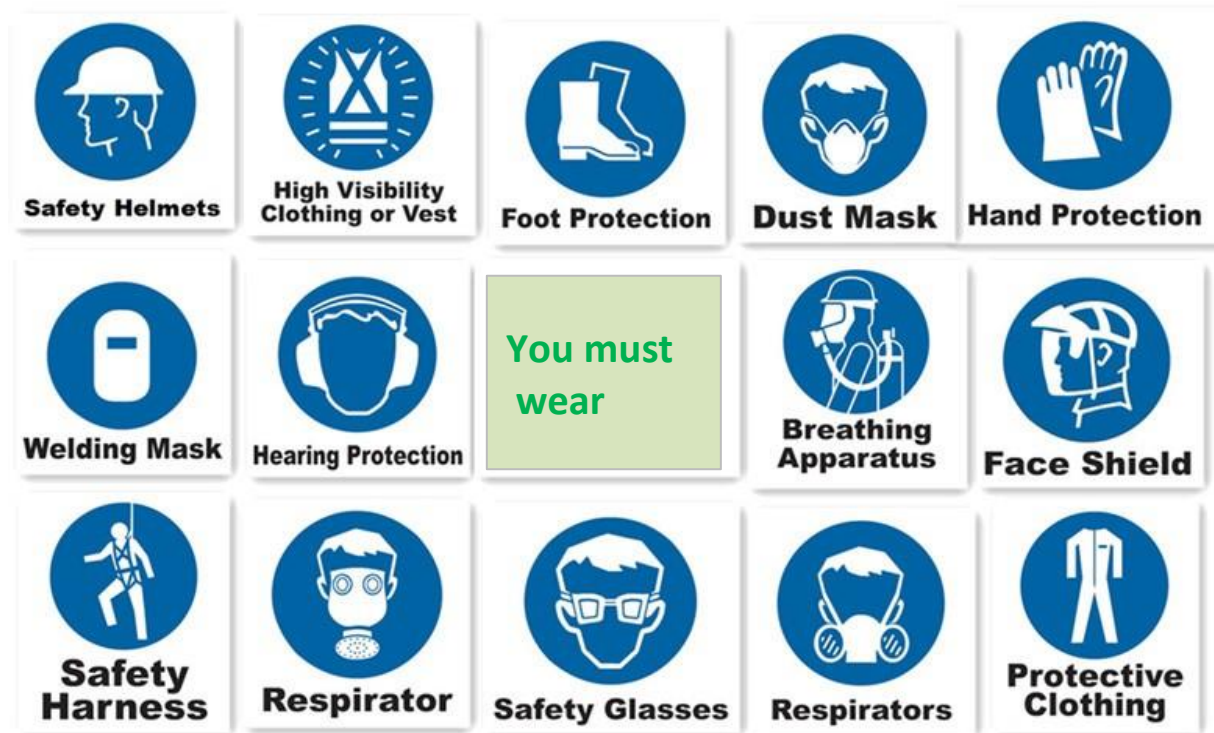 Safety Helmets
High Visibility
Clothing or Vest
Foot Protection
Dust Mask
Hand Protection
Welding Mask
Hearing Protection
You must
wear
Breathing
Apparatus
Face Shield
Safety
Harness
Respirator
Safety Glasses
Respirators
Protective
Clothing